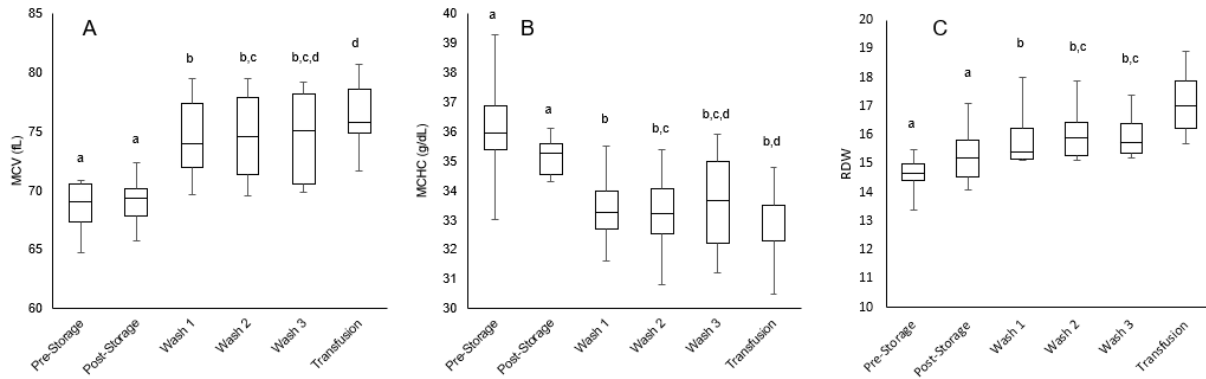 A
MCV (fL)
85
80
75
70
65
60
a
a
b
b,c
b,c,d
d
Pre-Storage
Post-Storage
Wash 1
Wash 2
Wash 3
Transfusion
B
MCHC (g/dL)
40
39
38
37
36
35
34
33
32
31
30
a
a
b
b,c
b,c,d
b,d
Pre-Storage
Post-Storage
Wash 1
Wash 2
Wash 3
Transfusion
C
RDW
20
19
18
17
16
15
14
13
12
11
10
a
a
b
b,c
b,c
Pre-Storage
Post-Storage
Wash 1
Wash 2
Wash 3
Transfusion